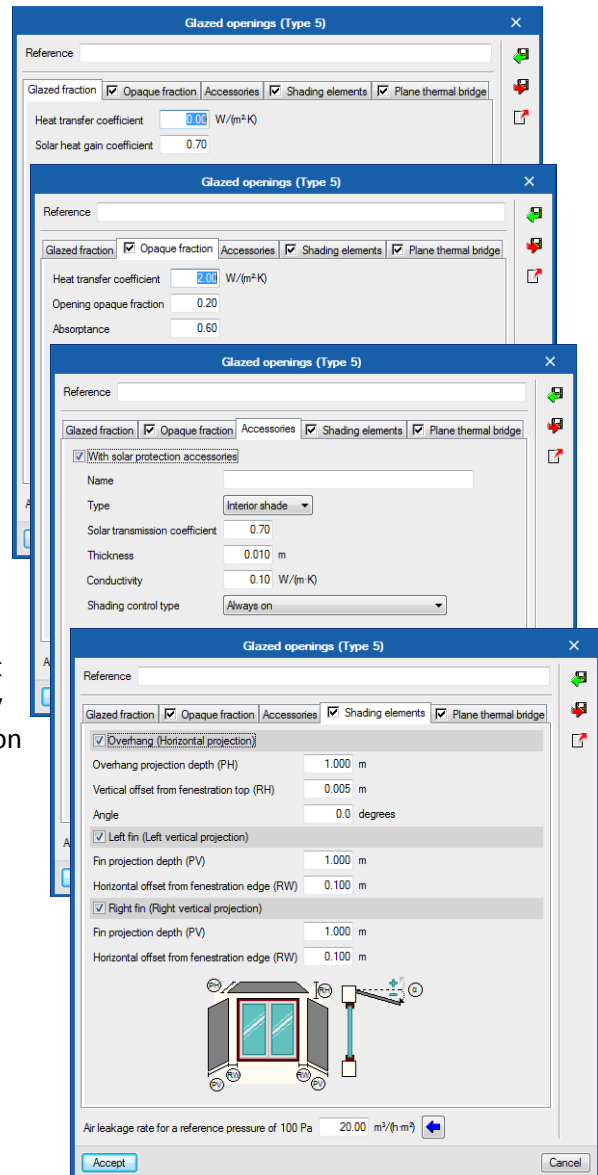 Glazed openings (Type 5)
Reference
Glazed fraction Opaque fraction Accessories Shading elements Plane thermal bridge
Heat transfer coefficient 0.00 W/(m²·K)
Solar heat gain coefficient 0.70
Glazed openings (Type 5)
Reference
Glazed fraction Opaque fraction Accessories Shading elements Plane thermal bridge
Heat transfer coefficient 2.00 W/(m²·K)
Opening opaque fraction 0.20
Absorptance 0.60
Glazed openings (Type 5)
Reference
Glazed fraction Opaque fraction Accessories Shading elements Plane thermal bridge
With solar protection accessories
Name
Type Interior shade
Solar transmission coefficient 0.70
Thickness 0.010 m
Conductivity 0.10 W/(m·K)
Shading control type Always on
Glazed openings (Type 5)
Reference
Glazed fraction Opaque fraction Accessories Shading elements Plane thermal bridge
Overhang (Horizontal projection)
Overhang projection depth (PH) 1.000 m
Vertical offset from fenestration top (RH) 0.005 m
Angle 0.0 degrees
Left fin (Left vertical projection)
Fin projection depth (PV) 1.000 m
Horizontal offset from fenestration edge (RW) 0.100 m
Right fin (Right vertical projection)
Fin projection depth (PV) 1.000 m
Horizontal offset from fenestration edge (RW) 0.100 m
PH RH + − α
RW RW
PV PV
Air leakage rate for a reference pressure of 100 Pa 20.00 m³/(h·m²)
Accept Cancel